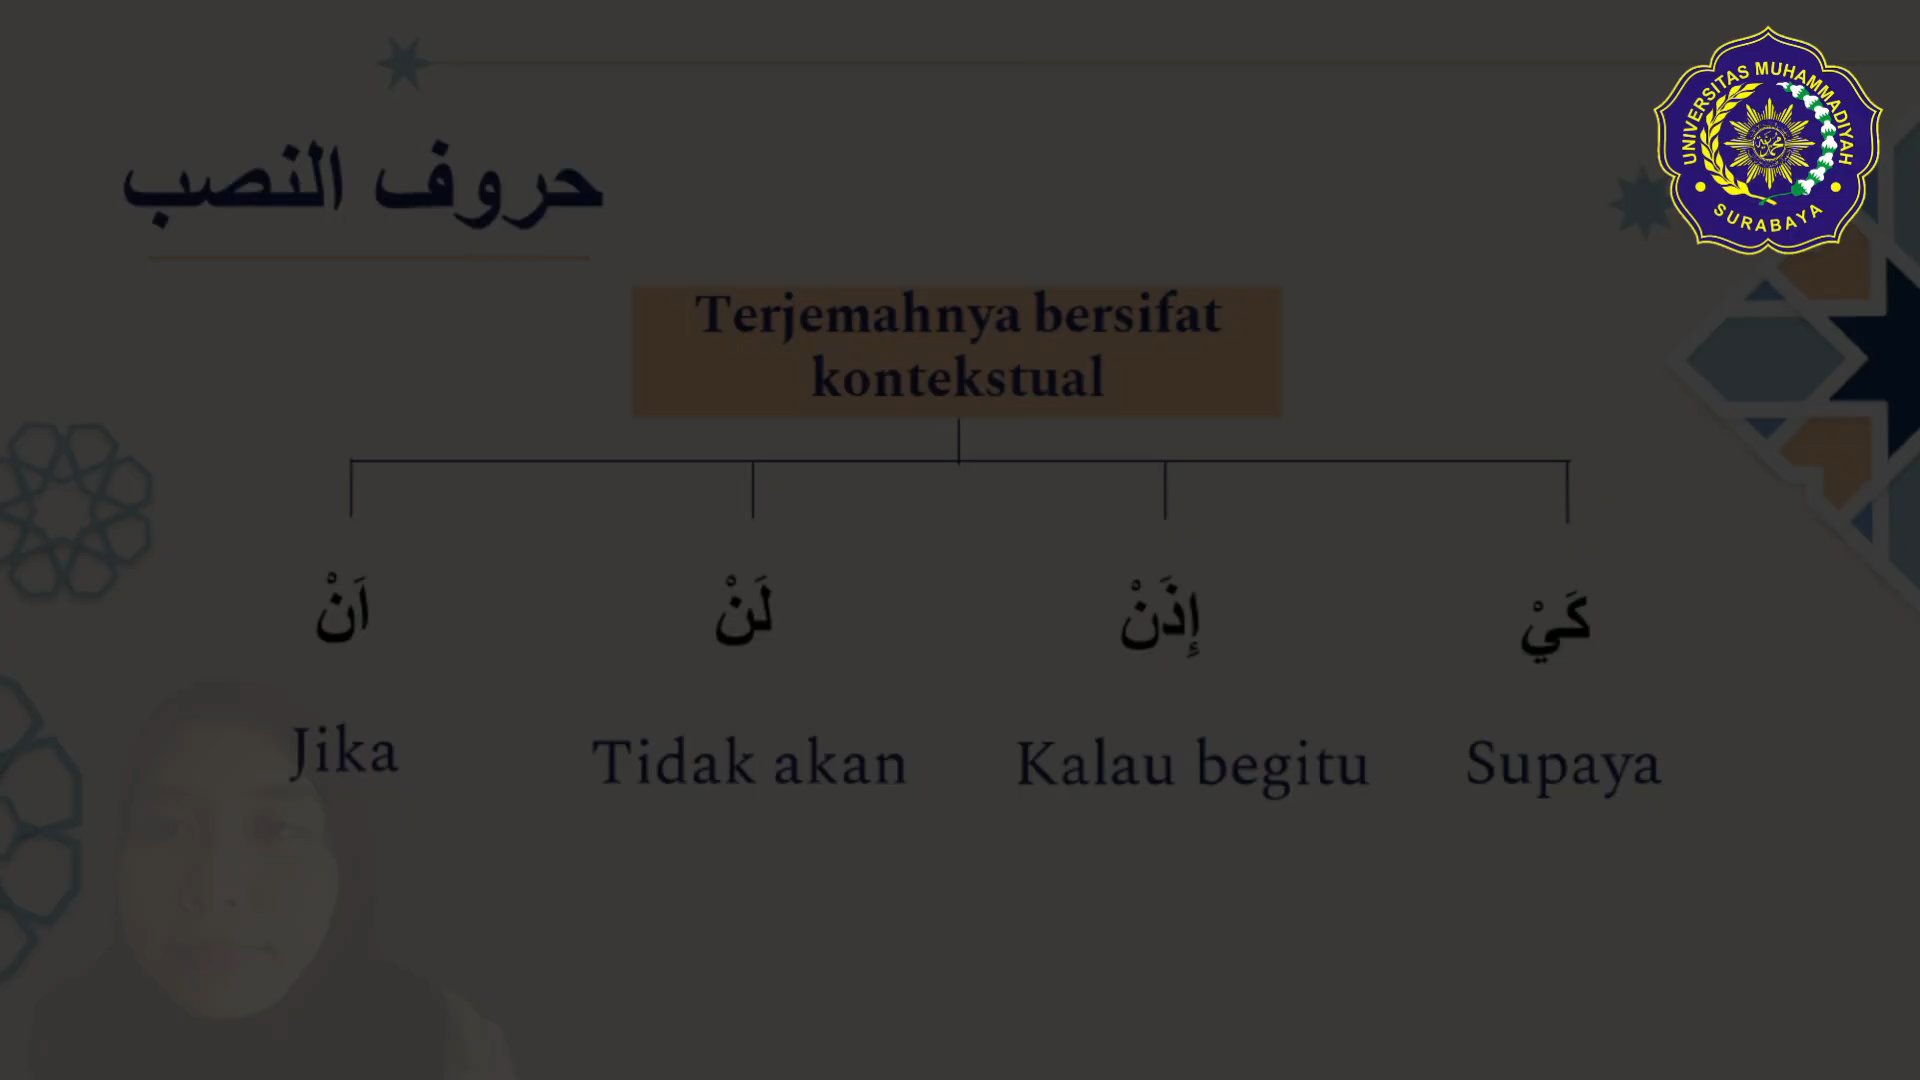 UNIVERSITAS MUHAMMADIYAH
SURABAYA
حروف النصب
Terjemahnya bersifat
kontekstual
اَنْ
لَنْ
إِذَنْ
كَيْ
Jika
Tidak akan
Kalau begitu
Supaya